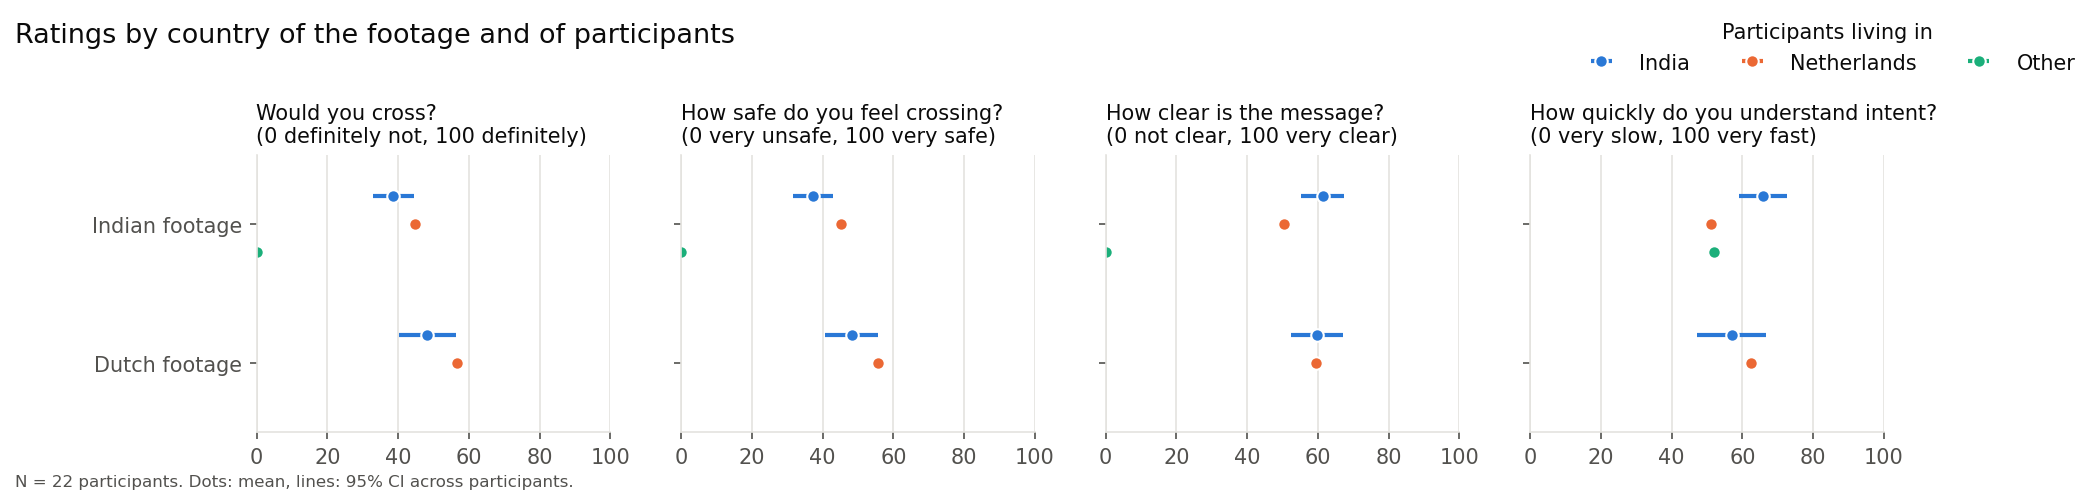 Ratings by country of the footage and of participants
Participants living in
India Netherlands Other
Would you cross?
(0 definitely not, 100 definitely)
How safe do you feel crossing?
(0 very unsafe, 100 very safe)
How clear is the message?
(0 not clear, 100 very clear)
How quickly do you understand intent?
(0 very slow, 100 very fast)
Indian footage
Dutch footage
0 20 40 60 80 100
0 20 40 60 80 100
0 20 40 60 80 100
0 20 40 60 80 100
N = 22 participants. Dots: mean, lines: 95% CI across participants.